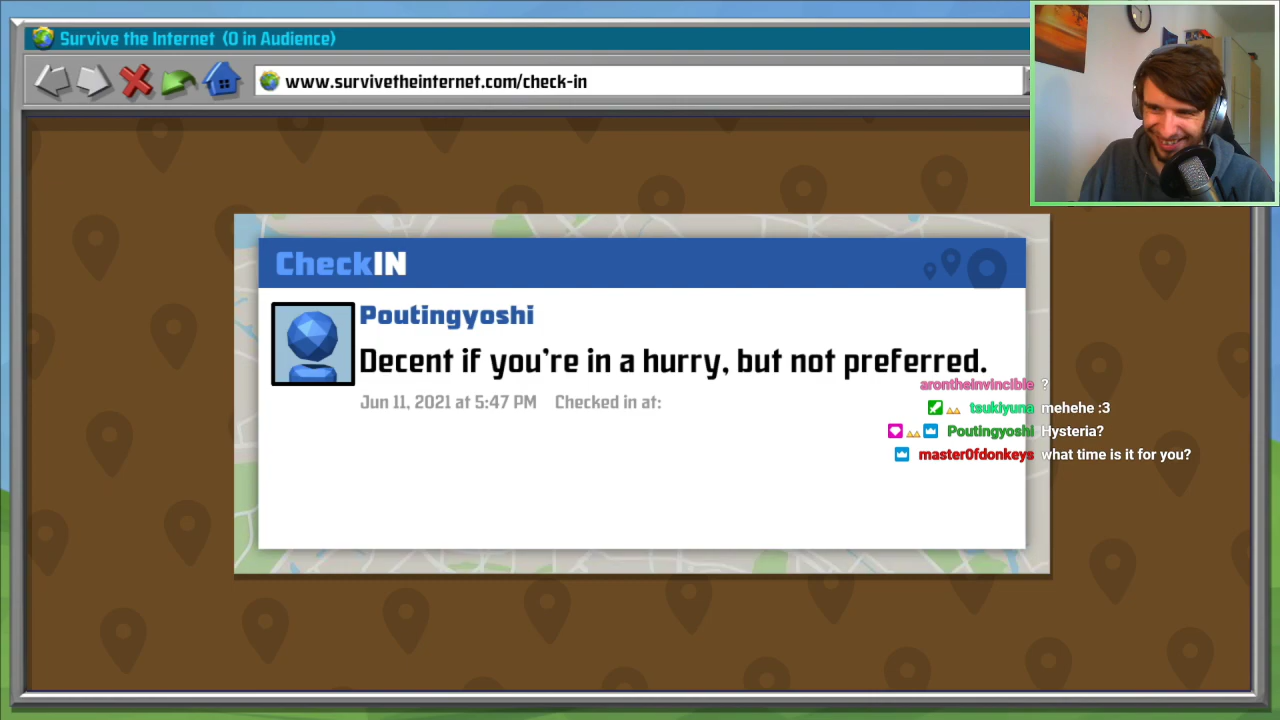 Survive the Internet (0 in Audience)
www.survivetheinternet.com/check-in
CheckIN
Poutingyoshi
Decent if you're in a hurry, but not preferred.
Jun 11, 2021 at 5:47 PM Checked in at:
arontheinvincible ?
tsukiyuna mehehe :3
Poutingyoshi Hysteria?
master0fdonkeys what time is it for you?